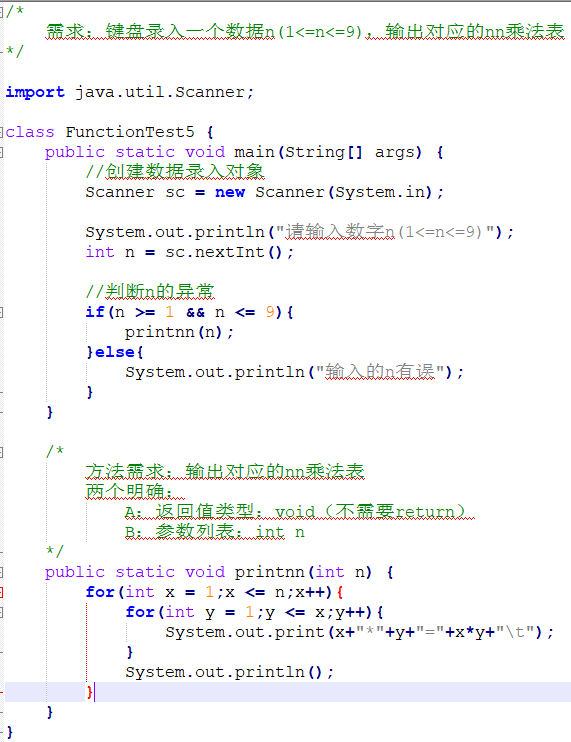 /*
    需求：键盘录入一个数据n(1<=n<=9)，输出对应的nn乘法表
*/

import java.util.Scanner;

class FunctionTest5 {
    public static void main(String[] args) {
        //创建数据录入对象
        Scanner sc = new Scanner(System.in);

        System.out.println("请输入数字n(1<=n<=9)");
        int n = sc.nextInt();

        //判断n的异常
        if(n >= 1 && n <= 9){
            printnn(n);
        }else{
            System.out.println("输入的n有误");
        }
    }

    /*
        方法需求：输出对应的nn乘法表
        两个明确：
            A：返回值类型：void（不需要return）
            B：参数列表：int n
    */
    public static void printnn(int n) {
        for(int x = 1;x <= n;x++){
            for(int y = 1;y <= x;y++){
                System.out.print(x+"*"+y+"="+x*y+"\t");
            }
            System.out.println();
        }
    }
}